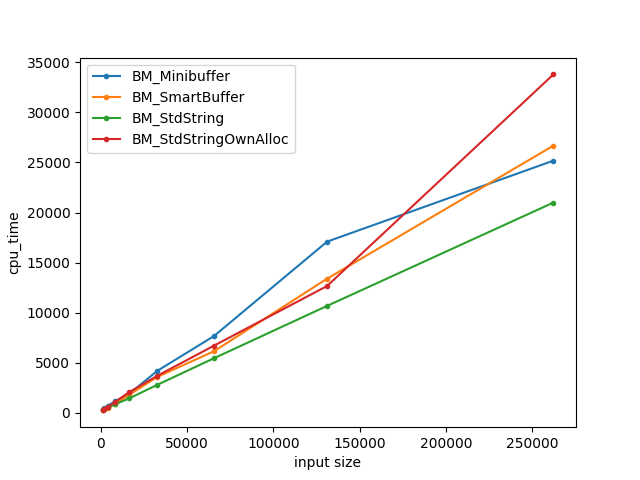 35000
30000
25000
20000
15000
10000
5000
0
cpu_time
BM_Minibuffer
BM_SmartBuffer
BM_StdString
BM_StdStringOwnAlloc
0 50000 100000 150000 200000 250000
input size